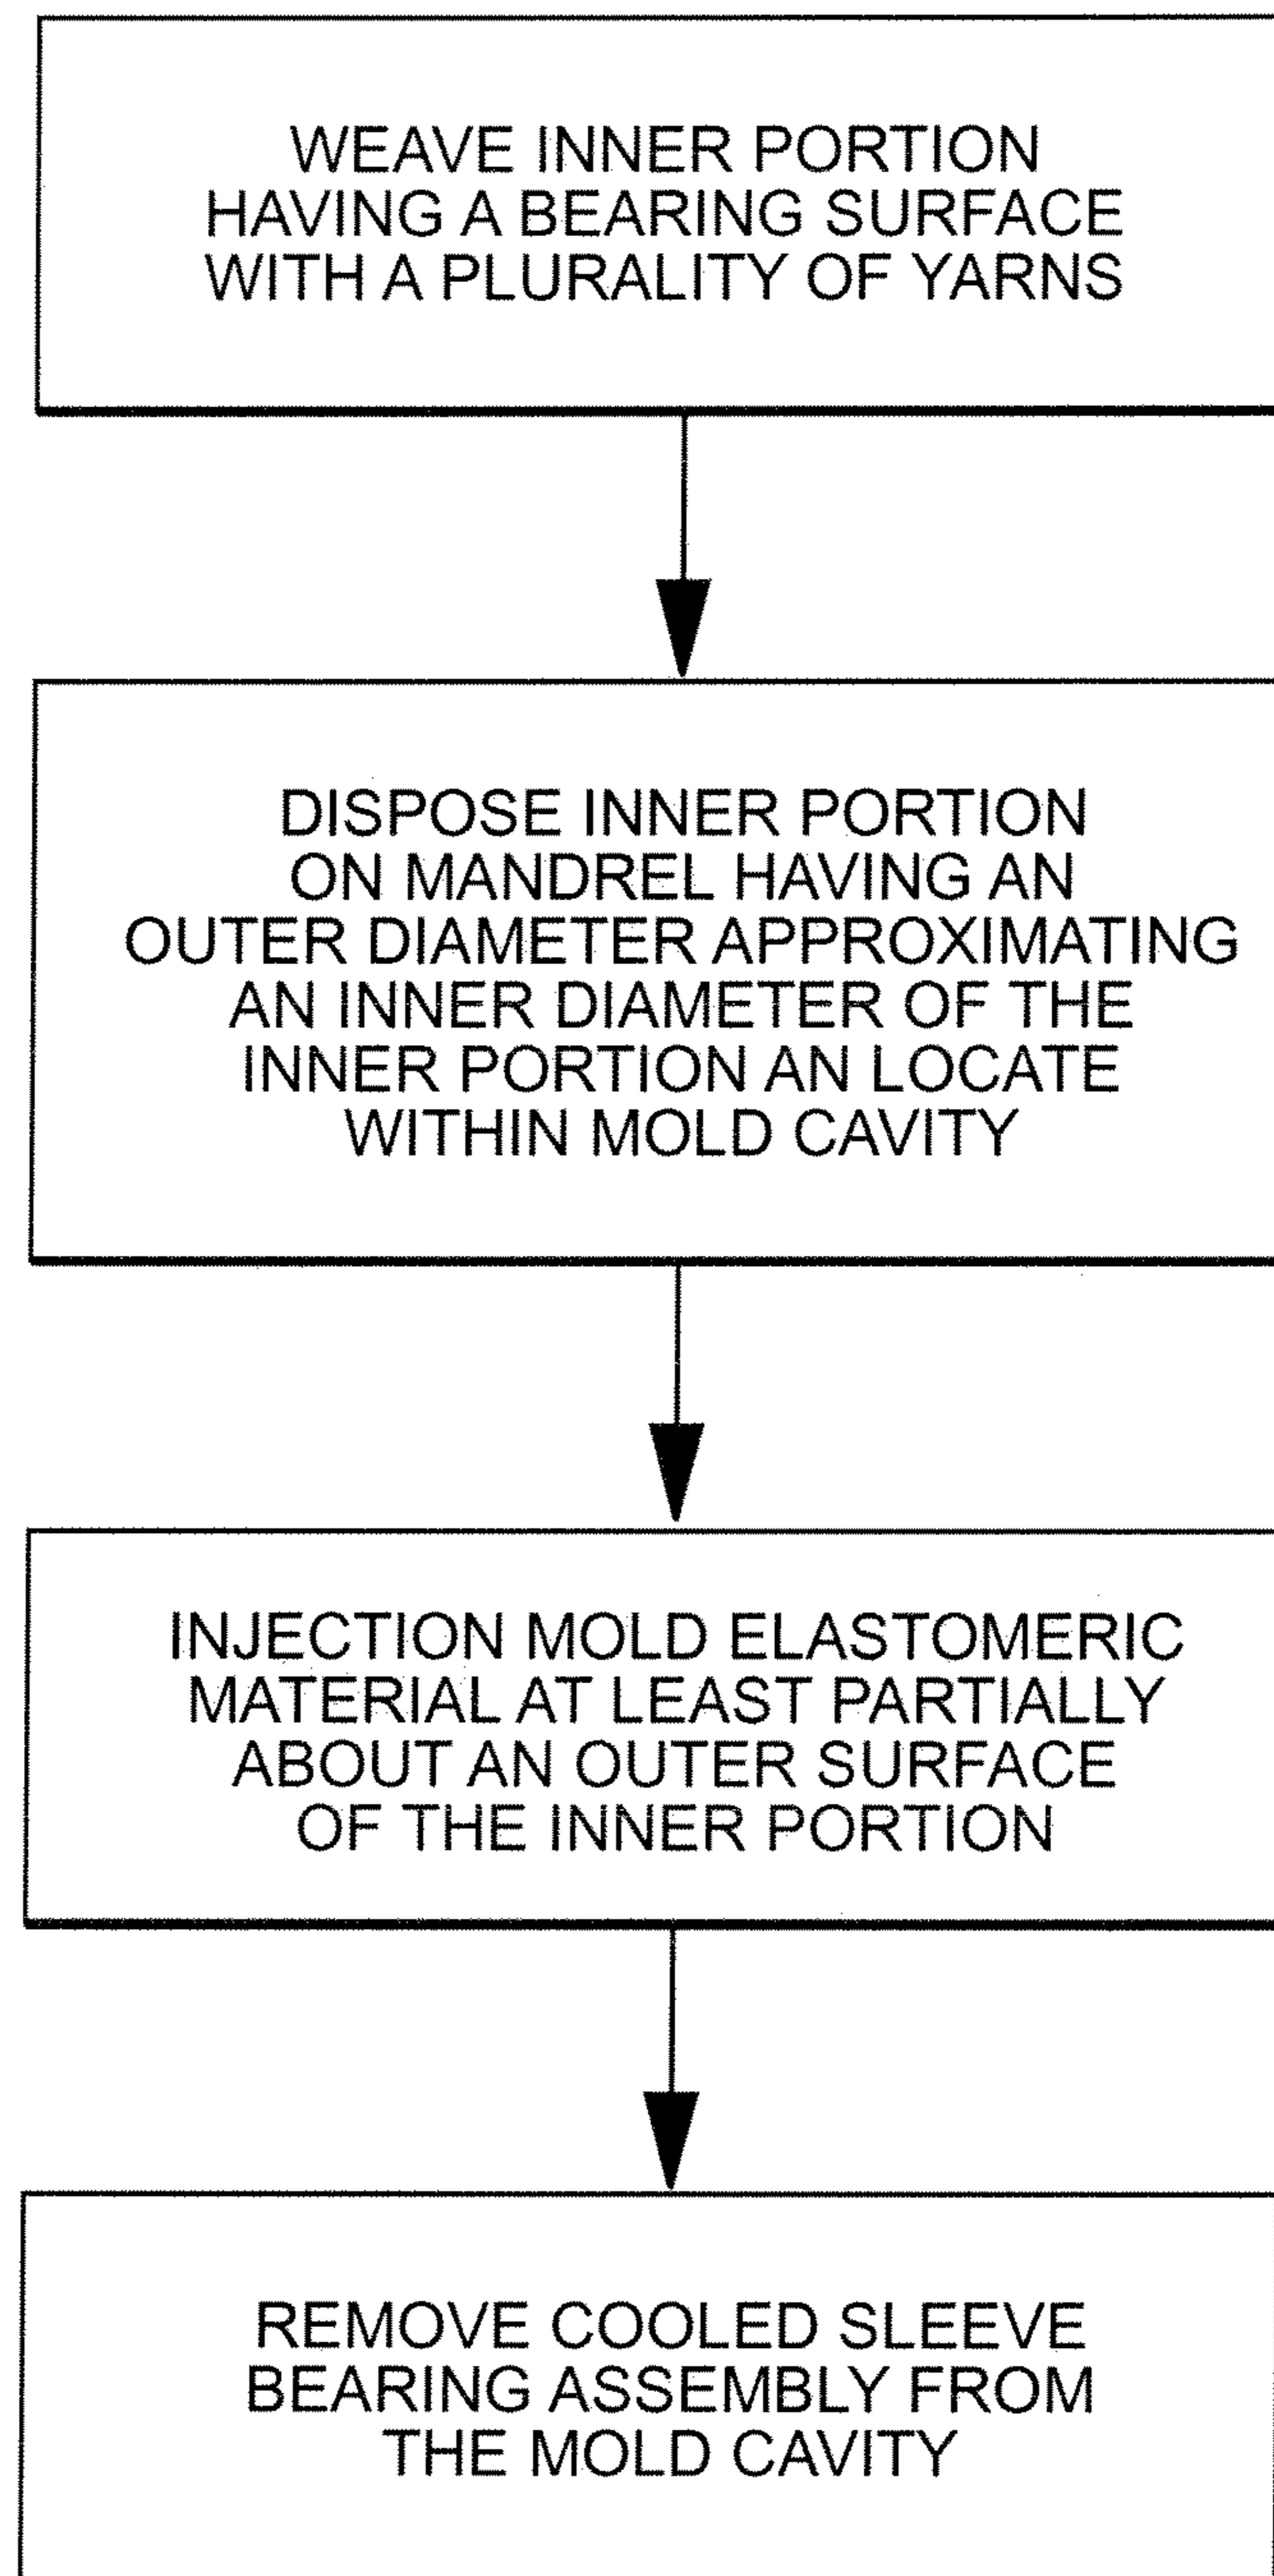 WEAVE INNER PORTION
HAVING A BEARING SURFACE
WITH A PLURALITY OF YARNS
DISPOSE INNER PORTION
ON MANDREL HAVING AN
OUTER DIAMETER APPROXIMATING
AN INNER DIAMETER OF THE
INNER PORTION AN LOCATE
WITHIN MOLD CAVITY
INJECTION MOLD ELASTOMERIC
MATERIAL AT LEAST PARTIALLY
ABOUT AN OUTER SURFACE
OF THE INNER PORTION
REMOVE COOLED SLEEVE
BEARING ASSEMBLY FROM
THE MOLD CAVITY